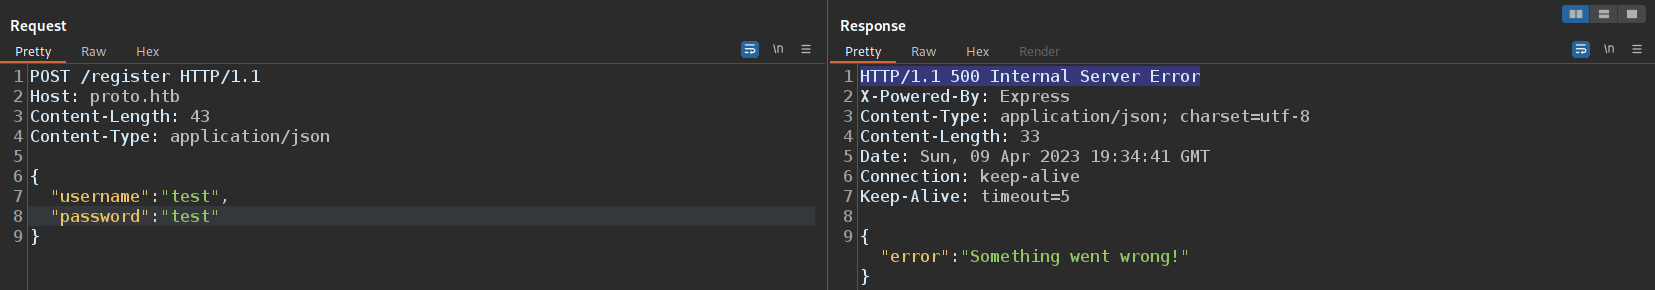 Request
Pretty Raw Hex \n
1 POST /register HTTP/1.1
2 Host: proto.htb
3 Content-Length: 43
4 Content-Type: application/json
5
6 {
7 "username":"test",
8 "password":"test"
9 }
Response
Pretty Raw Hex Render \n
1 HTTP/1.1 500 Internal Server Error
2 X-Powered-By: Express
3 Content-Type: application/json; charset=utf-8
4 Content-Length: 33
5 Date: Sun, 09 Apr 2023 19:34:41 GMT
6 Connection: keep-alive
7 Keep-Alive: timeout=5
8
9 {
"error":"Something went wrong!"
}